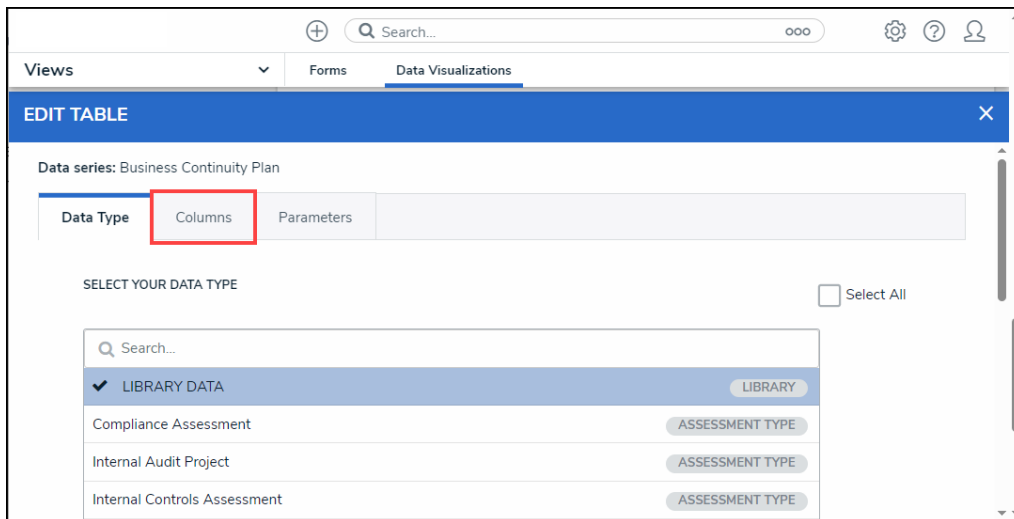 Search... ooo
Views Forms Data Visualizations
EDIT TABLE
Data series: Business Continuity Plan
Data Type Columns Parameters
SELECT YOUR DATA TYPE
Select All
Search...
LIBRARY DATA LIBRARY
Compliance Assessment ASSESSMENT TYPE
Internal Audit Project ASSESSMENT TYPE
Internal Controls Assessment ASSESSMENT TYPE